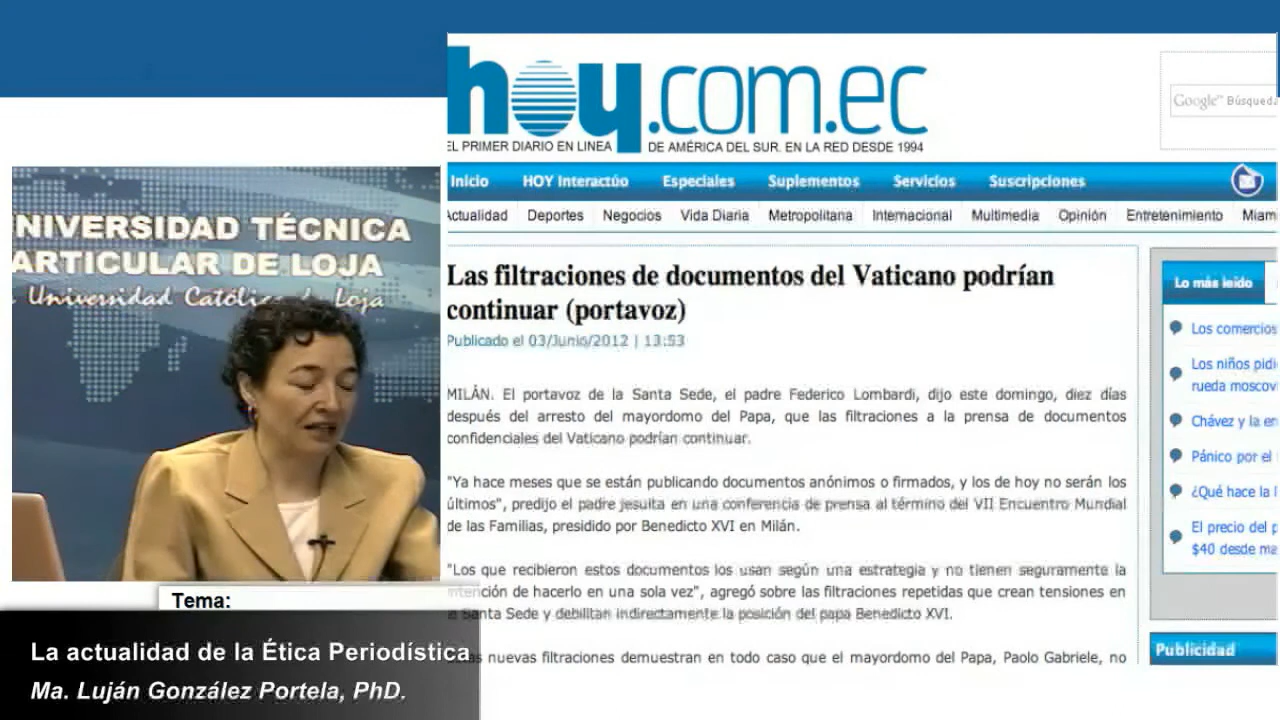 hoy.com.ec
EL PRIMER DIARIO EN LINEA DE AMÉRICA DEL SUR. EN LA RED DESDE 1994
Google™ Búsqueda
Inicio HOY Interactúo Especiales Suplementos Servicios Suscripciones
Actualidad Deportes Negocios Vida Diaria Metropolitana Internacional Multimedia Opinión Entretenimiento Miam
NIVERSIDAD TÉCNICA
ARTICULAR DE LOJA
Universidad Católica de Loja
Las filtraciones de documentos del Vaticano podrían
continuar (portavoz)
Publicado el 03/Junio/2012 | 13:53
MILÁN. El portavoz de la Santa Sede, el padre Federico Lombardi, dijo este domingo, diez días
después del arresto del mayordomo del Papa, que las filtraciones a la prensa de documentos
confidenciales del Vaticano podrían continuar.
"Ya hace meses que se están publicando documentos anónimos o firmados, y los de hoy no serán los
últimos", predijo el padre jesuita en una conferencia de prensa al término del VII Encuentro Mundial
de las Familias, presidido por Benedicto XVI en Milán.
"Los que recibieron estos documentos los usan según una estrategia y no tienen seguramente la
intención de hacerlo en una sola vez", agregó sobre las filtraciones repetidas que crean tensiones en
la Santa Sede y debilitan indirectamente la posición del papa Benedicto XVI.
nuevas filtraciones demuestran en todo caso que el mayordomo del Papa, Paolo Gabriele, no
Lo más leído
Los comercios
Los niños pidi
rueda moscov
Chávez y la en
Pánico por el
¿Qué hace la
El precio del p
$40 desde ma
Publicidad
Tema:
La actualidad de la Ética Periodística
Ma. Luján González Portela, PhD.